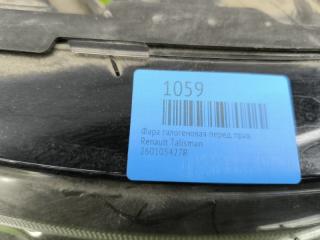 1059
Фара галогеновая перед. прав.
Renault Talisman
260105427R